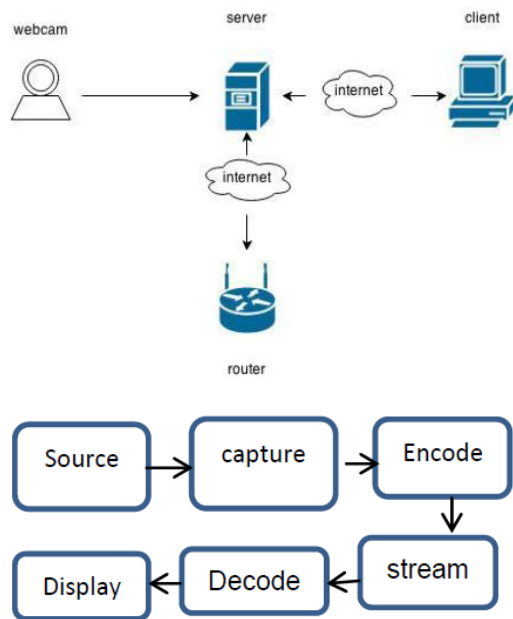 webcam
server
client
internet
internet
router
Source
capture
Encode
stream
Decode
Display